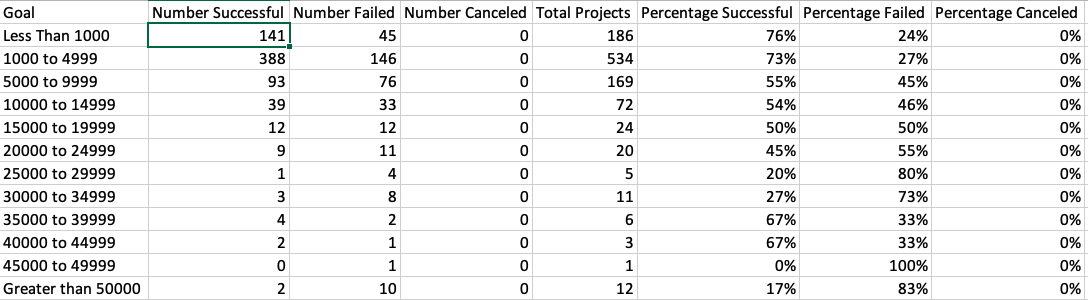 Goal Number Successful Number Failed Number Canceled Total Projects Percentage Successful Percentage Failed Percentage Canceled
Less Than 1000 141 45 0 186 76% 24% 0%
1000 to 4999 388 146 0 534 73% 27% 0%
5000 to 9999 93 76 0 169 55% 45% 0%
10000 to 14999 39 33 0 72 54% 46% 0%
15000 to 19999 12 12 0 24 50% 50% 0%
20000 to 24999 9 11 0 20 45% 55% 0%
25000 to 29999 1 4 0 5 20% 80% 0%
30000 to 34999 3 8 0 11 27% 73% 0%
35000 to 39999 4 2 0 6 67% 33% 0%
40000 to 44999 2 1 0 3 67% 33% 0%
45000 to 49999 0 1 0 1 0% 100% 0%
Greater than 50000 2 10 0 12 17% 83% 0%